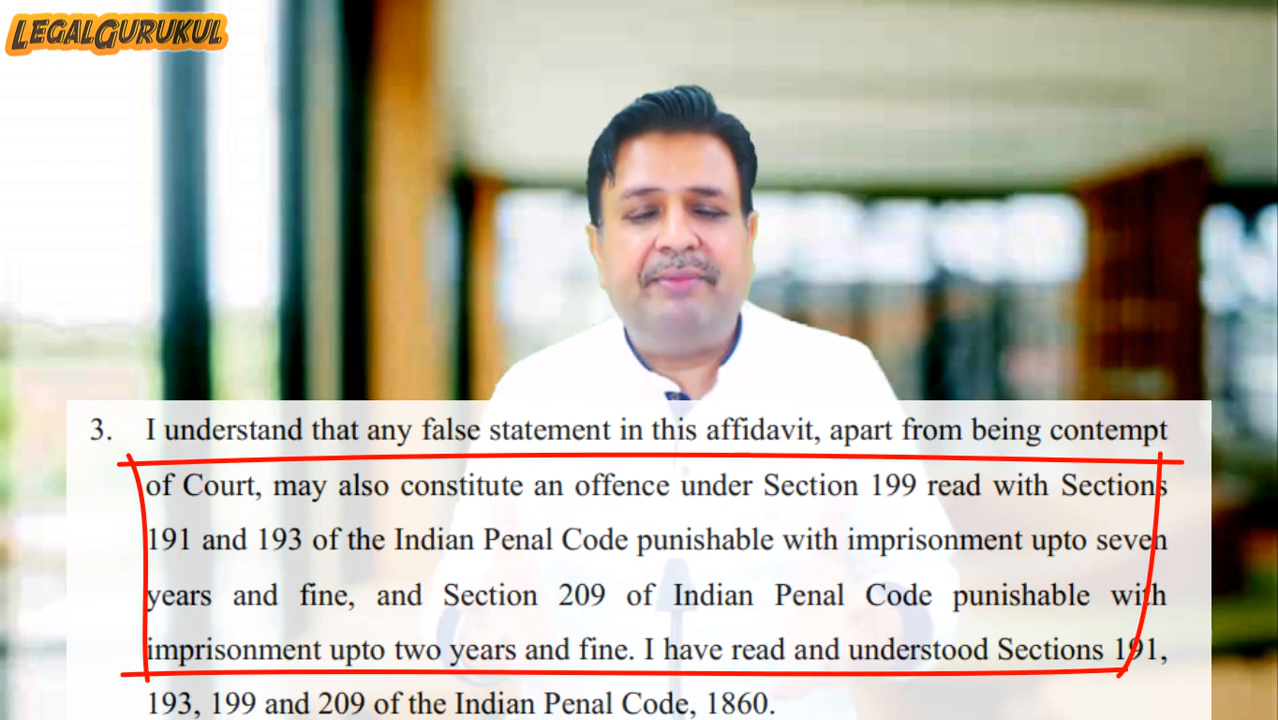 LEGALGURUKUL
3. I understand that any false statement in this affidavit, apart from being contempt
of Court, may also constitute an offence under Section 199 read with Sections
191 and 193 of the Indian Penal Code punishable with imprisonment upto seven
years and fine, and Section 209 of Indian Penal Code punishable with
imprisonment upto two years and fine. I have read and understood Sections 191,
193, 199 and 209 of the Indian Penal Code, 1860.